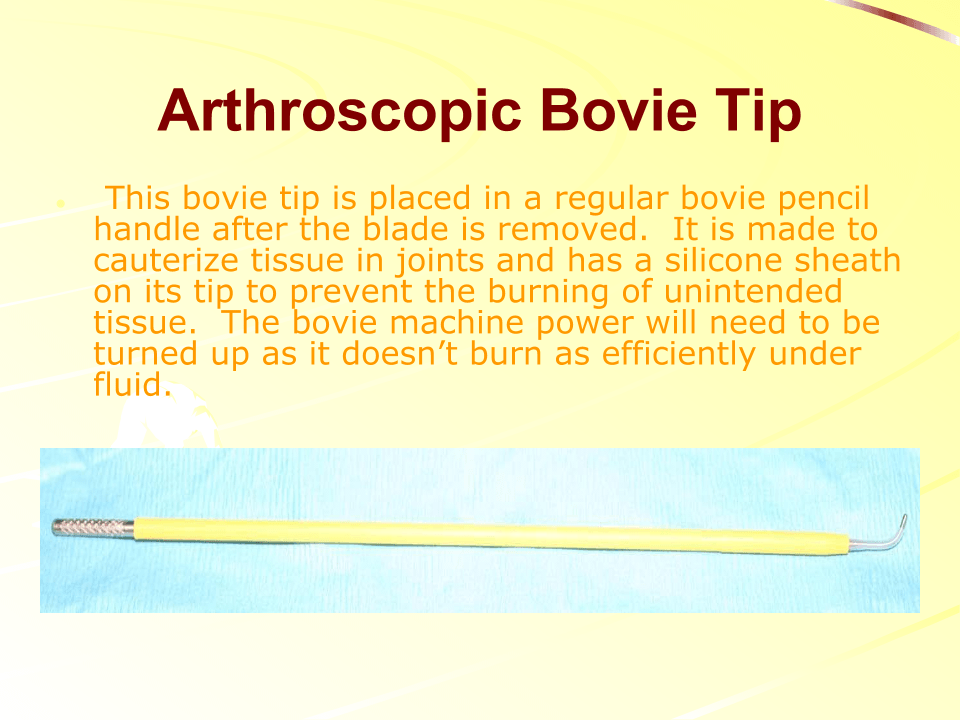 Arthroscopic Bovie Tip
This bovie tip is placed in a regular bovie pencil
handle after the blade is removed.  It is made to
cauterize tissue in joints and has a silicone sheath
on its tip to prevent the burning of unintended
tissue.  The bovie machine power will need to be
turned up as it doesn’t burn as efficiently under
fluid.